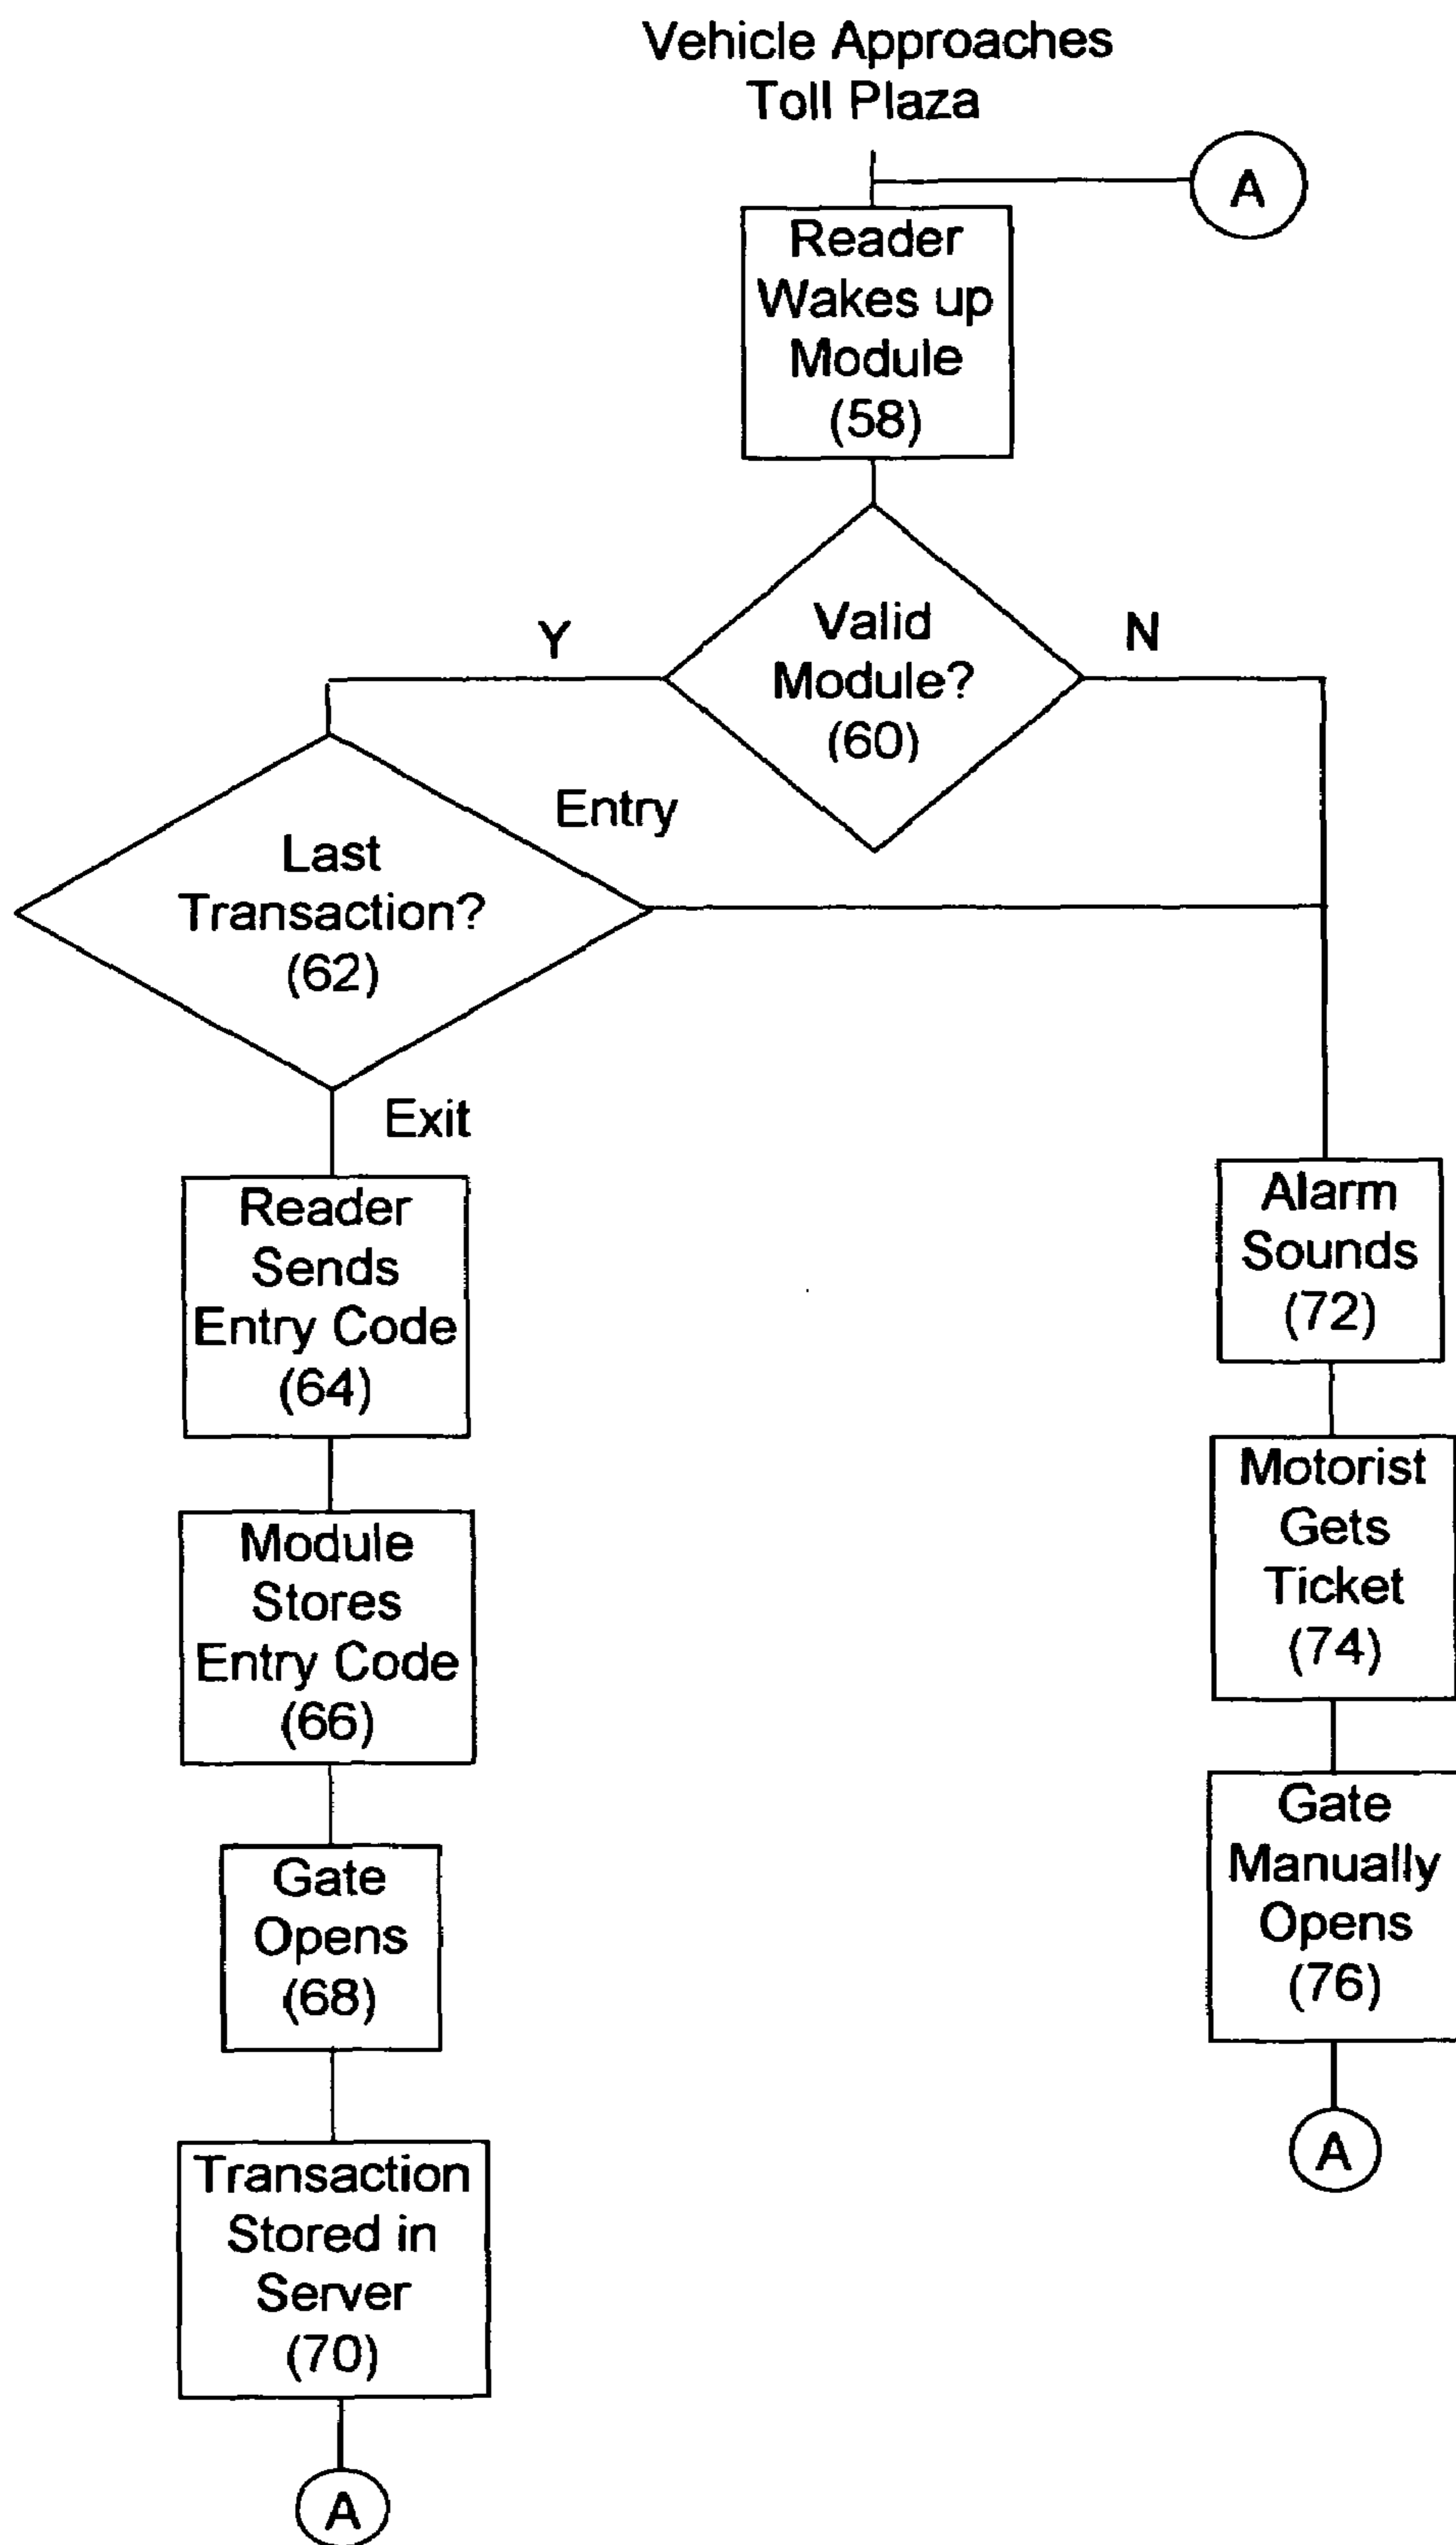 Vehicle Approaches
Toll Plaza
A
Reader
Wakes up
Module
(58)
Valid
Module?
(60)
Y
N
Last
Transaction?
(62)
Entry
Exit
Reader
Sends
Entry Code
(64)
Module
Stores
Entry Code
(66)
Gate
Opens
(68)
Transaction
Stored in
Server
(70)
A
Alarm
Sounds
(72)
Motorist
Gets
Ticket
(74)
Gate
Manually
Opens
(76)
A